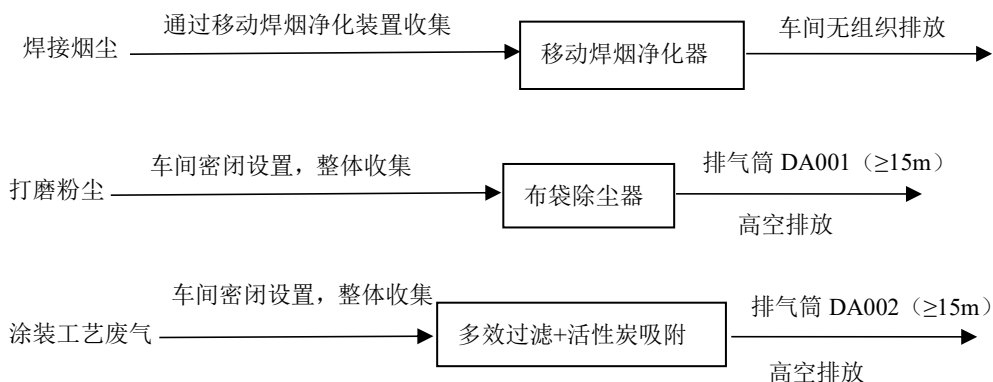 焊接烟尘
通过移动焊烟净化装置收集
移动焊烟净化器
车间无组织排放
打磨粉尘
车间密闭设置，整体收集
布袋除尘器
排气筒 DA001（≥15m）
高空排放
涂装工艺废气
车间密闭设置，整体收集
多效过滤+活性炭吸附
排气筒 DA002（≥15m）
高空排放